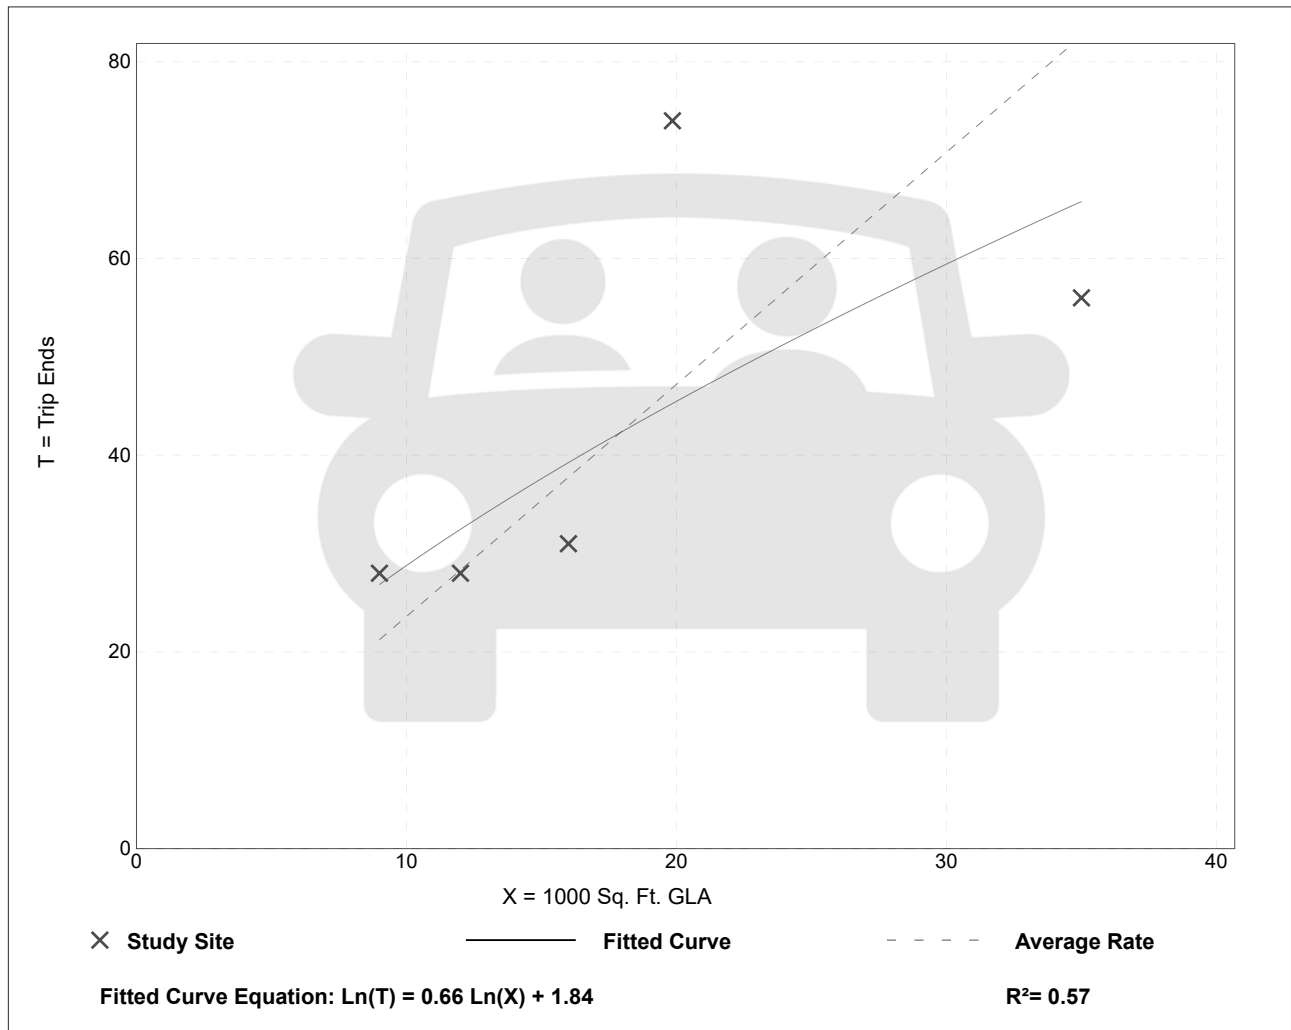 80
60
40
20
0
0 10 20 30 40
T = Trip Ends
X = 1000 Sq. Ft. GLA
Study Site Fitted Curve Average Rate
Fitted Curve Equation: Ln(T) = 0.66 Ln(X) + 1.84 R²= 0.57